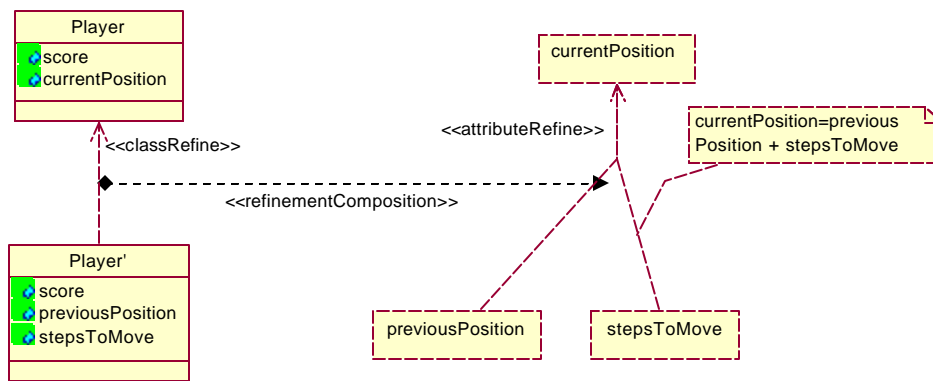 Player
score
currentPosition
currentPosition
<<attributeRefine>>
currentPosition=previous
Position + stepsToMove
<<classRefine>>
<<refinementComposition>>
Player'
score
previousPosition
stepsToMove
previousPosition
stepsToMove